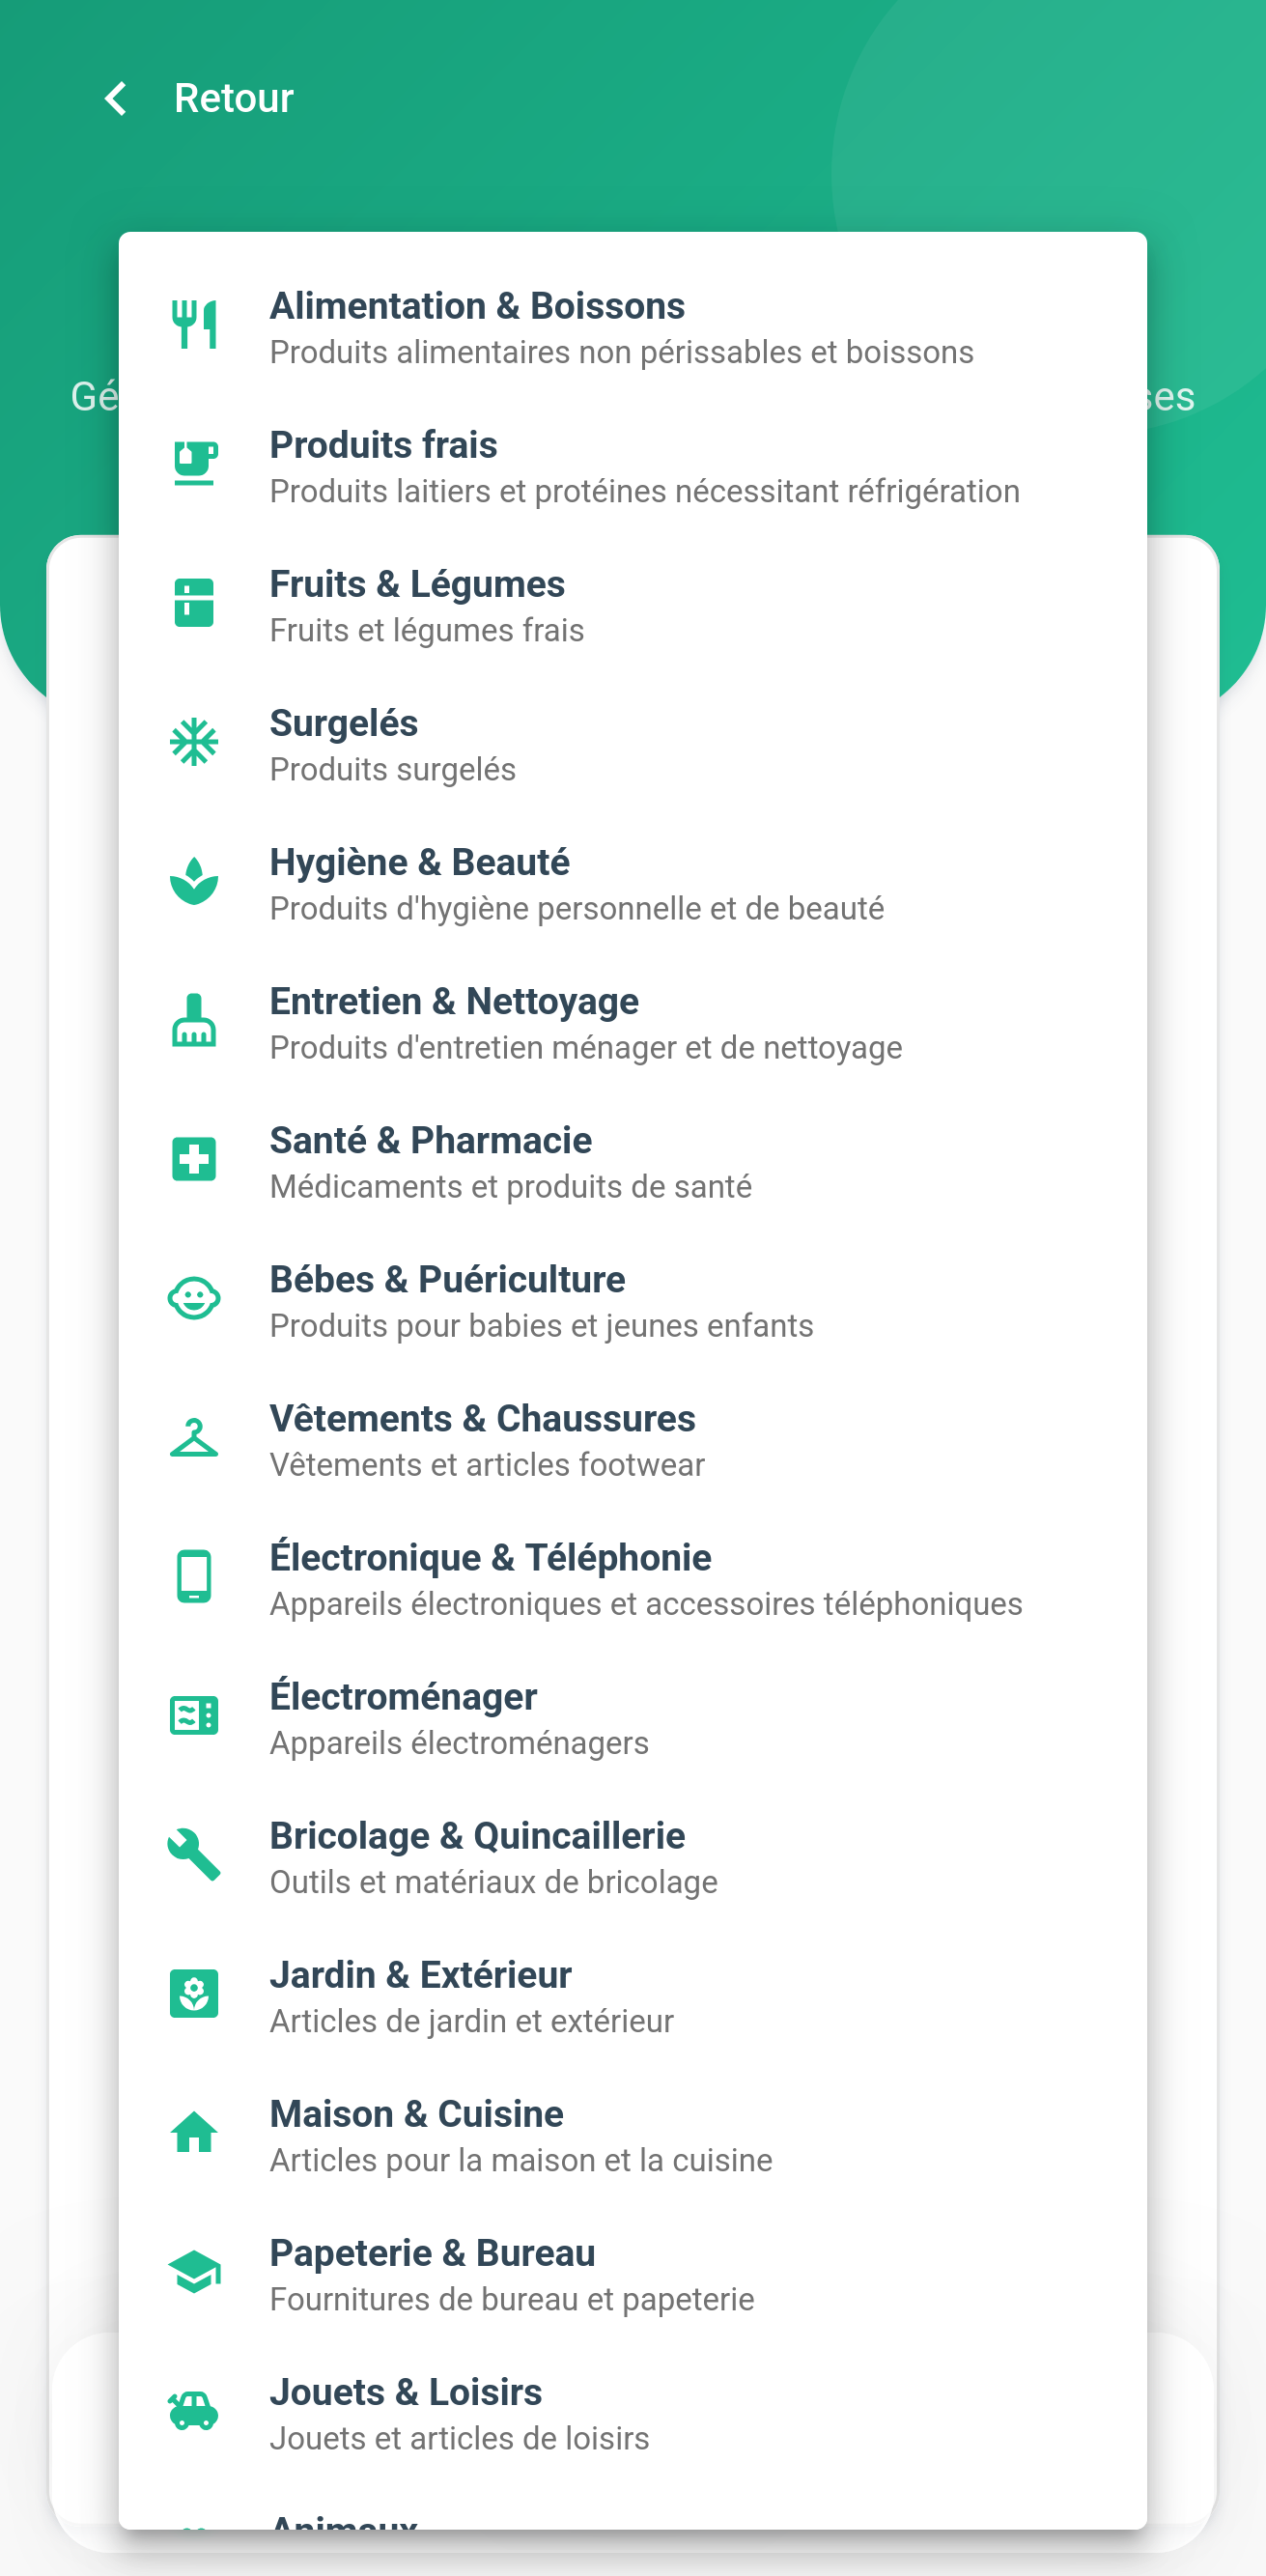 Retour
Alimentation & Boissons
Produits alimentaires non périssables et boissons
Produits frais
Produits laitiers et protéines nécessitant réfrigération
Fruits & Légumes
Fruits et légumes frais
Surgelés
Produits surgelés
Hygiène & Beauté
Produits d'hygiène personnelle et de beauté
Entretien & Nettoyage
Produits d'entretien ménager et de nettoyage
Santé & Pharmacie
Médicaments et produits de santé
Bébes & Puériculture
Produits pour babies et jeunes enfants
Vêtements & Chaussures
Vêtements et articles footwear
Électronique & Téléphonie
Appareils électroniques et accessoires téléphoniques
Électroménager
Appareils électroménagers
Bricolage & Quincaillerie
Outils et matériaux de bricolage
Jardin & Extérieur
Articles de jardin et extérieur
Maison & Cuisine
Articles pour la maison et la cuisine
Papeterie & Bureau
Fournitures de bureau et papeterie
Jouets & Loisirs
Jouets et articles de loisirs
Animaux